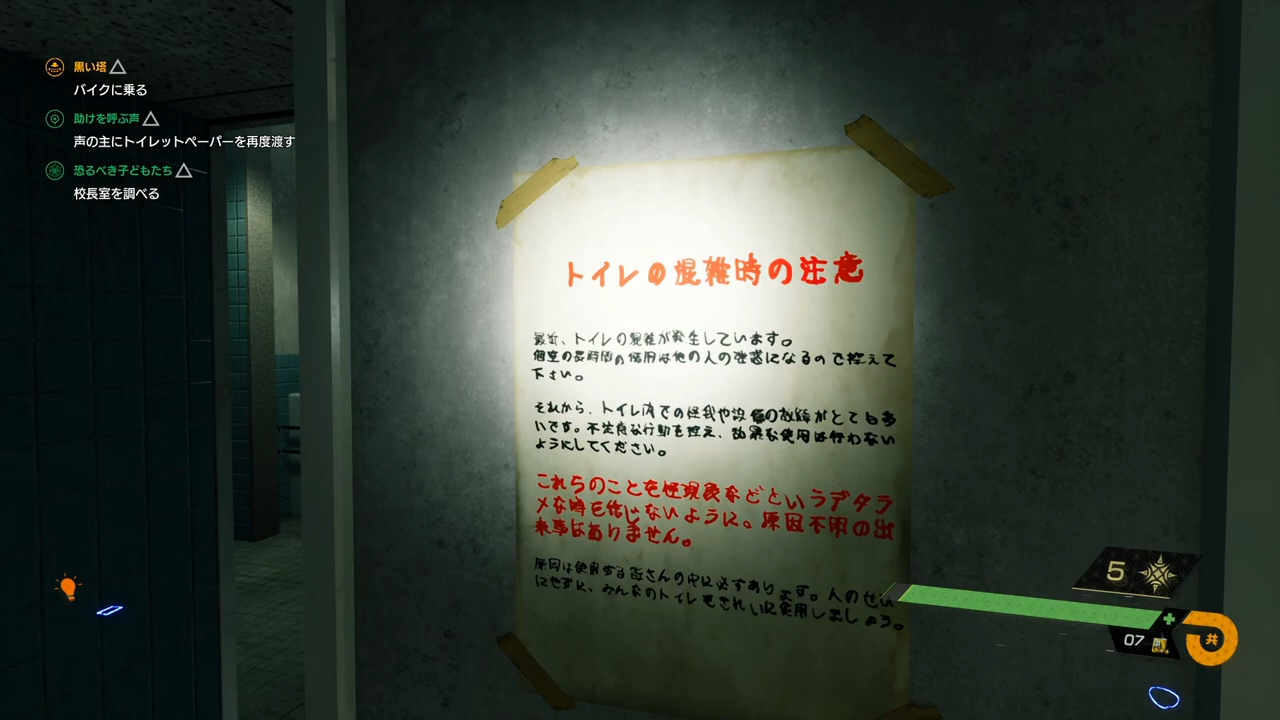 黒い塔
バイクに乗る
助けを呼ぶ声
声の主にトイレットペーパーを再度渡す
恐るべき子どもたち
校長室を調べる
トイレの混雑時の注意
最近、トイレの混雑が発生しています。
個室の長時間の使用は他の人の迷惑になるので控えて
下さい。
それから、トイレ内での怪我や設備の故障がとても多
いです。不注意な行動を控え、乱暴な使用は行わない
ようにしてください。
これらのことを怪現象などというデタラ
メな噂を信じないように。原因不明の出
来事はありません。
原因は使用する皆さんの中に必ずあります。人のせい
にせずに、みんなのトイレをきれいに使用しましょう。
5
07
共